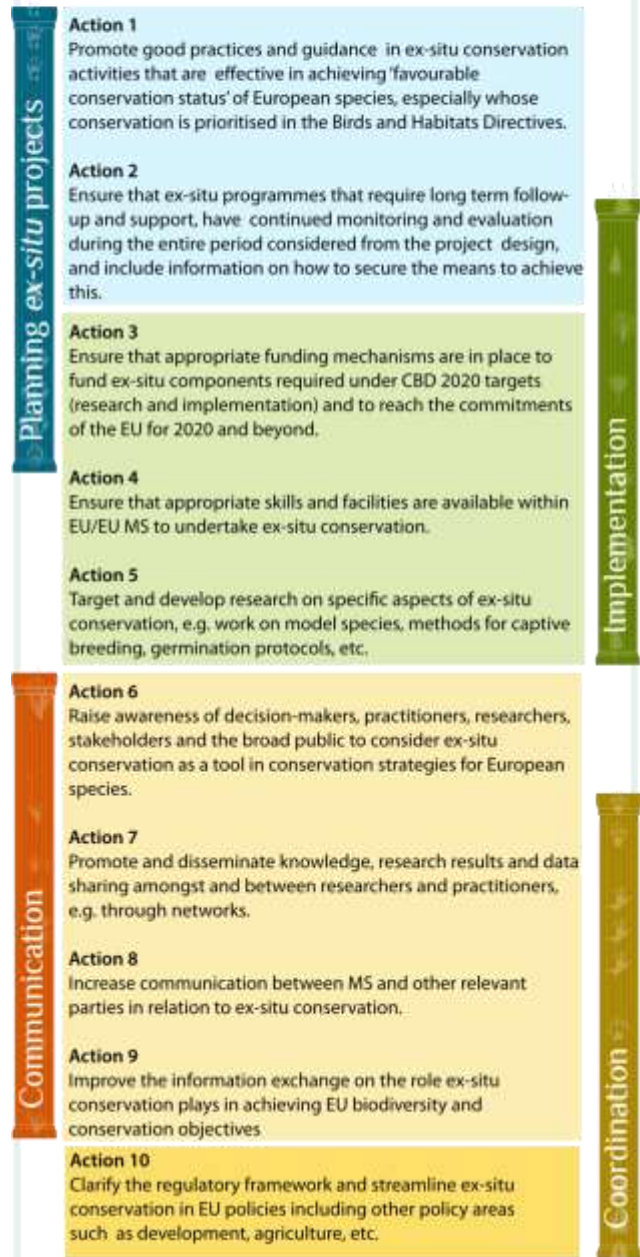 Planning ex-situ projects
Action 1
Promote good practices and guidance in ex-situ conservation
activities that are effective in achieving ‘favourable
conservation status’ of European species, especially whose
conservation is prioritised in the Birds and Habitats Directives.
Action 2
Ensure that ex-situ programmes that require long term follow-
up and support, have continued monitoring and evaluation
during the entire period considered from the project design,
and include information on how to secure the means to achieve
this.
Implementation
Action 3
Ensure that appropriate funding mechanisms are in place to
fund ex-situ components required under CBD 2020 targets
(research and implementation) and to reach the commitments
of the EU for 2020 and beyond.
Action 4
Ensure that appropriate skills and facilities are available within
EU/EU MS to undertake ex-situ conservation.
Action 5
Target and develop research on specific aspects of ex-situ
conservation, e.g. work on model species, methods for captive
breeding, germination protocols, etc.
Communication
Action 6
Raise awareness of decision-makers, practitioners, researchers,
stakeholders and the broad public to consider ex-situ
conservation as a tool in conservation strategies for European
species.
Action 7
Promote and disseminate knowledge, research results and data
sharing amongst and between researchers and practitioners,
e.g. through networks.
Action 8
Increase communication between MS and other relevant
parties in relation to ex-situ conservation.
Action 9
Improve the information exchange on the role ex-situ
conservation plays in achieving EU biodiversity and
conservation objectives
Coordination
Action 10
Clarify the regulatory framework and streamline ex-situ
conservation in EU policies including other policy areas
such as development, agriculture, etc.